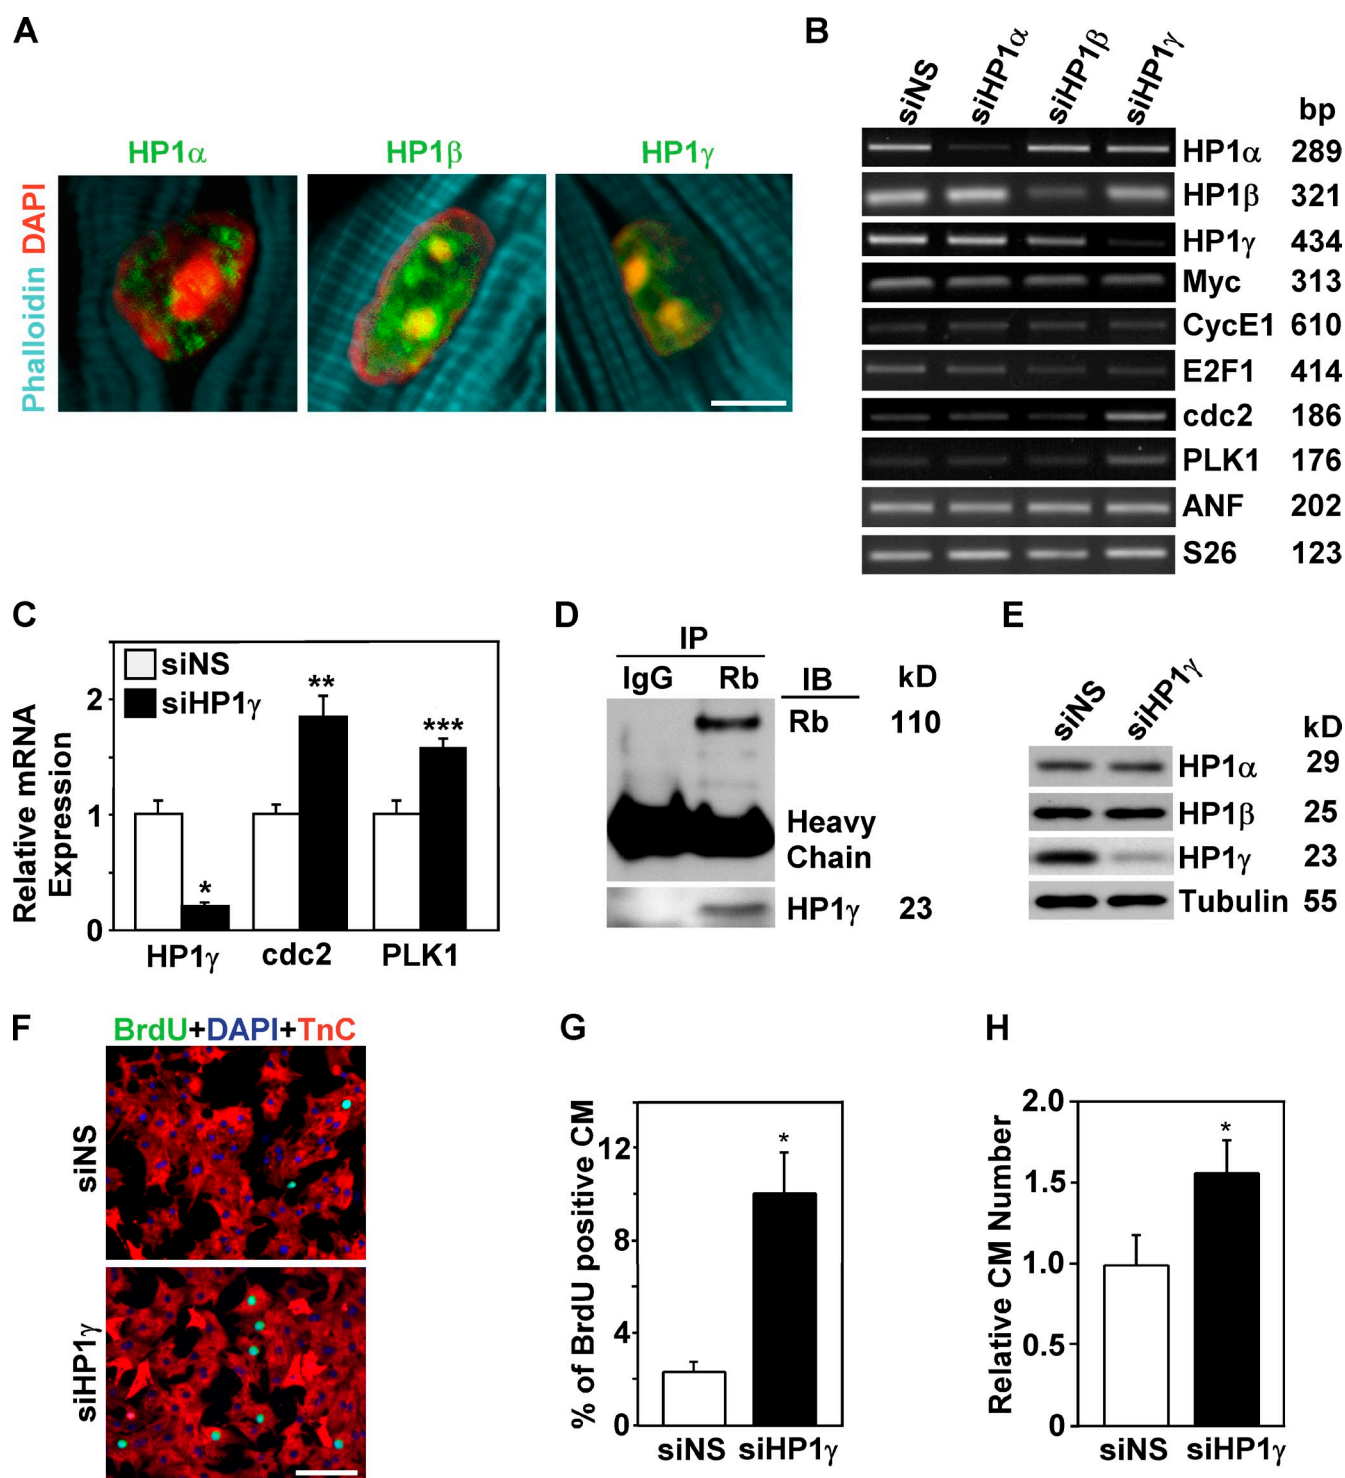 A
HP1α
HP1β
HP1γ
Phalloidin DAPI
B
siNS
siHP1α
siHP1β
siHP1γ
bp
HP1α 289
HP1β 321
HP1γ 434
Myc 313
CycE1 610
E2F1 414
cdc2 186
PLK1 176
ANF 202
S26 123
C
siNS
siHP1γ
Relative mRNA
Expression
2
1
0
*
**
***
HP1γ cdc2 PLK1
D
IP
IgG Rb IB kD
Rb 110
Heavy
Chain
HP1γ 23
E
siNS
siHP1γ
kD
HP1α 29
HP1β 25
HP1γ 23
Tubulin 55
F
BrdU+DAPI+TnC
siNS
siHP1γ
G
% of BrdU positive CM
12
8
4
0
*
siNS siHP1γ
H
Relative CM Number
2.0
1.5
1.0
0.5
0
*
siNS siHP1γ